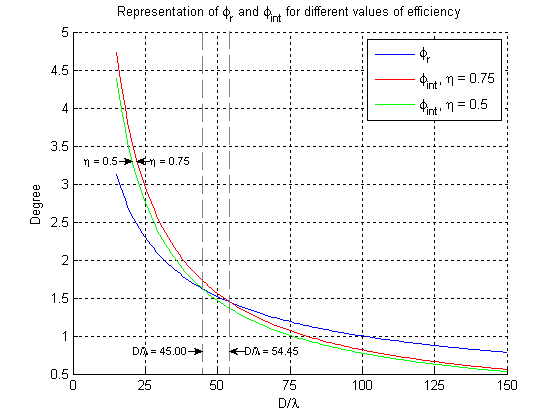 Representation of ϕr and ϕint for different values of efficiency
ϕr
ϕint, η = 0.75
ϕint, η = 0.5
5
4.5
4
3.5
3
2.5
2
1.5
1
0.5
Degree
η = 0.5
η = 0.75
D/λ = 45.00
D/λ = 54.45
0
25
50
75
100
125
150
D/λ